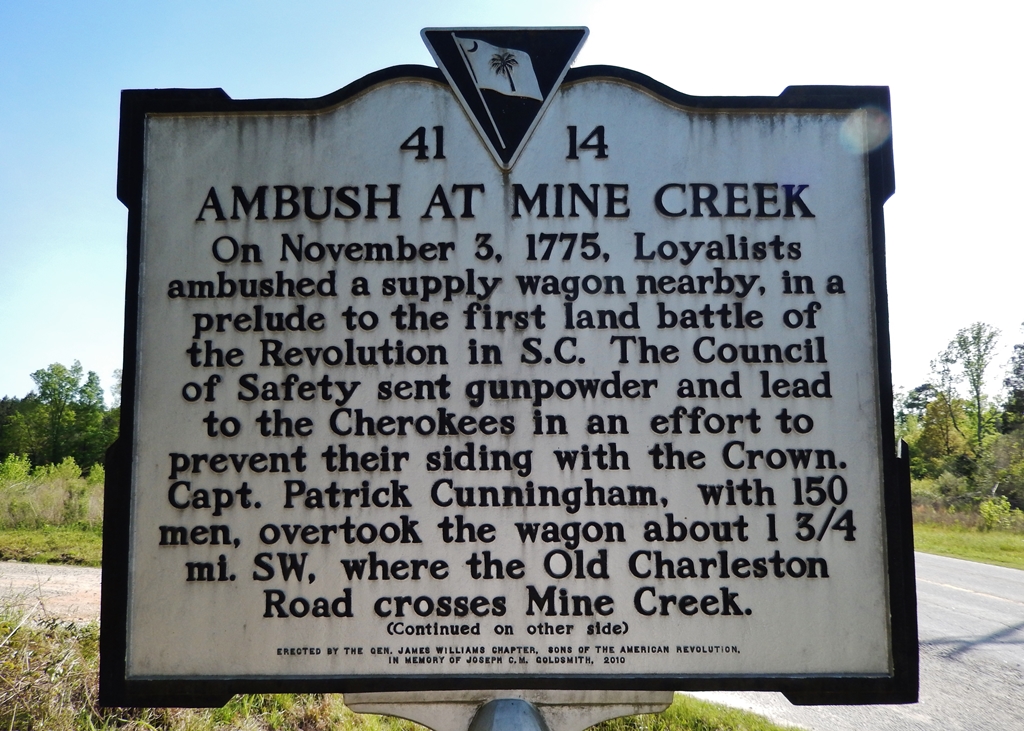 41 14
AMBUSH AT MINE CREEK
On November 3, 1775, Loyalists
ambushed a supply wagon nearby, in a
prelude to the first land battle of
the Revolution in S.C. The Council
of Safety sent gunpowder and lead
to the Cherokees in an effort to
prevent their siding with the Crown.
Capt. Patrick Cunningham, with 150
men, overtook the wagon about 1 3/4
mi. SW, where the Old Charleston
Road crosses Mine Creek.
(Continued on other side)
ERECTED BY THE GEN. JAMES WILLIAMS CHAPTER, SONS OF THE AMERICAN REVOLUTION,
IN MEMORY OF JOSEPH C.M. GOLDSMITH, 2010